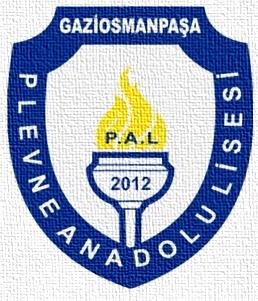 GAZİOSMANPAŞA
PLEVNE ANADOLU LİSESİ
P.A.L
2012